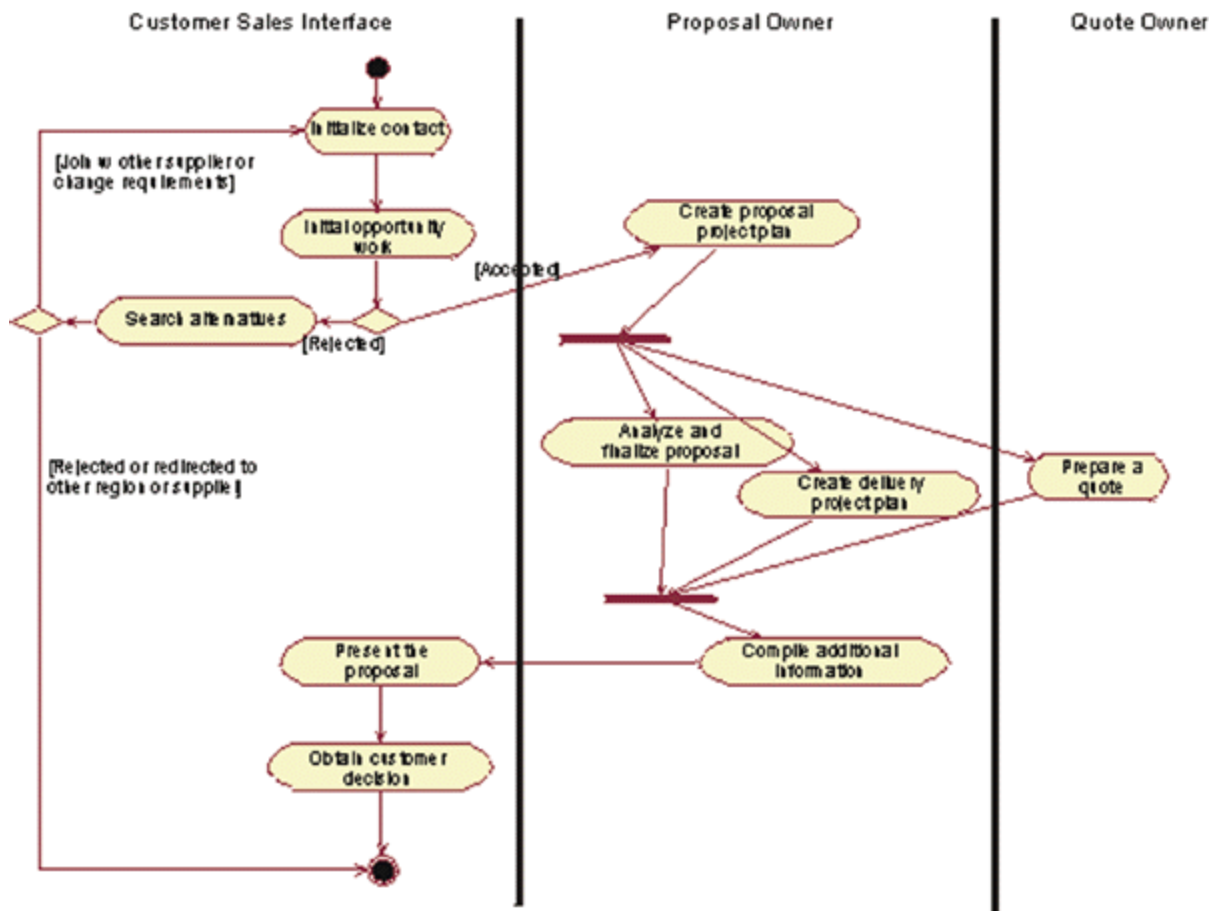 Customer Sales Interface
Proposal Owner
Quote Owner
Initialize contact
[Join w other supplier or
change requirements]
Initial opportunity
work
Create proposal
project plan
[Accepted]
Search alternatives
[Rejected]
Analyze and
finalize proposal
[Rejected or redirected to
other region or supplier]
Create delivery
project plan
Prepare a
quote
Present the
proposal
Compile additional
information
Obtain customer
decision